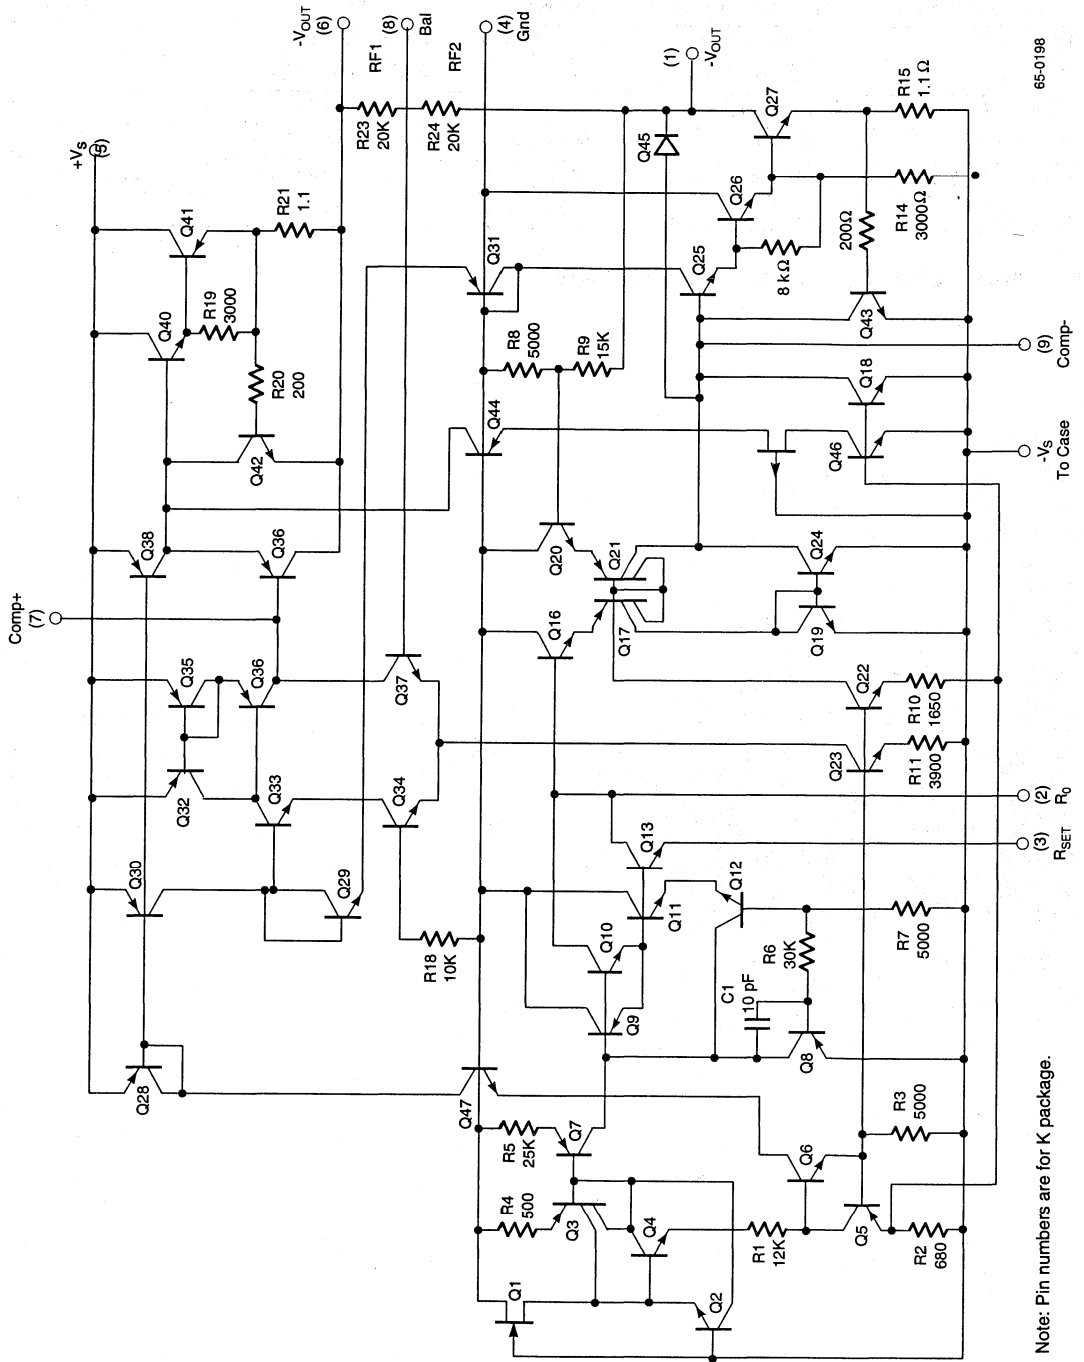 +Vs
(5)
-VOUT
(6)
(8)
Bal
(4)
Gnd
RF1
RF2
Comp+
(7)
Q41
R21
1.1
Q40
R19
3000
R20
200
Q42
Q38
Q36
Q35
Q36
Q32
Q33
Q30
Q29
Q28
Q37
Q34
R18
10K
R23
20K
R24
20K
(1)
-VOUT
Q45
Q27
R15
1.1 Ω
Q26
Q25
8 kΩ
200Ω
R14
3000Ω
Q43
Q31
R8
5000
R9
15K
Q44
Q18
Q46
(9)
Comp-
-Vs
To Case
Q20
Q21
Q16
Q17
Q24
Q19
Q22
R10
1650
Q23
R11
3900
(2)
R0
(3)
RSET
Q13
Q12
Q11
Q10
Q9
R6
30K
R7
5000
C1
10 pF
Q8
Q47
R5
25K
Q7
R4
500
Q3
Q4
Q6
R3
5000
R1
12K
Q5
R2
680
Q1
Q2
65-0198
Note: Pin numbers are for K package.